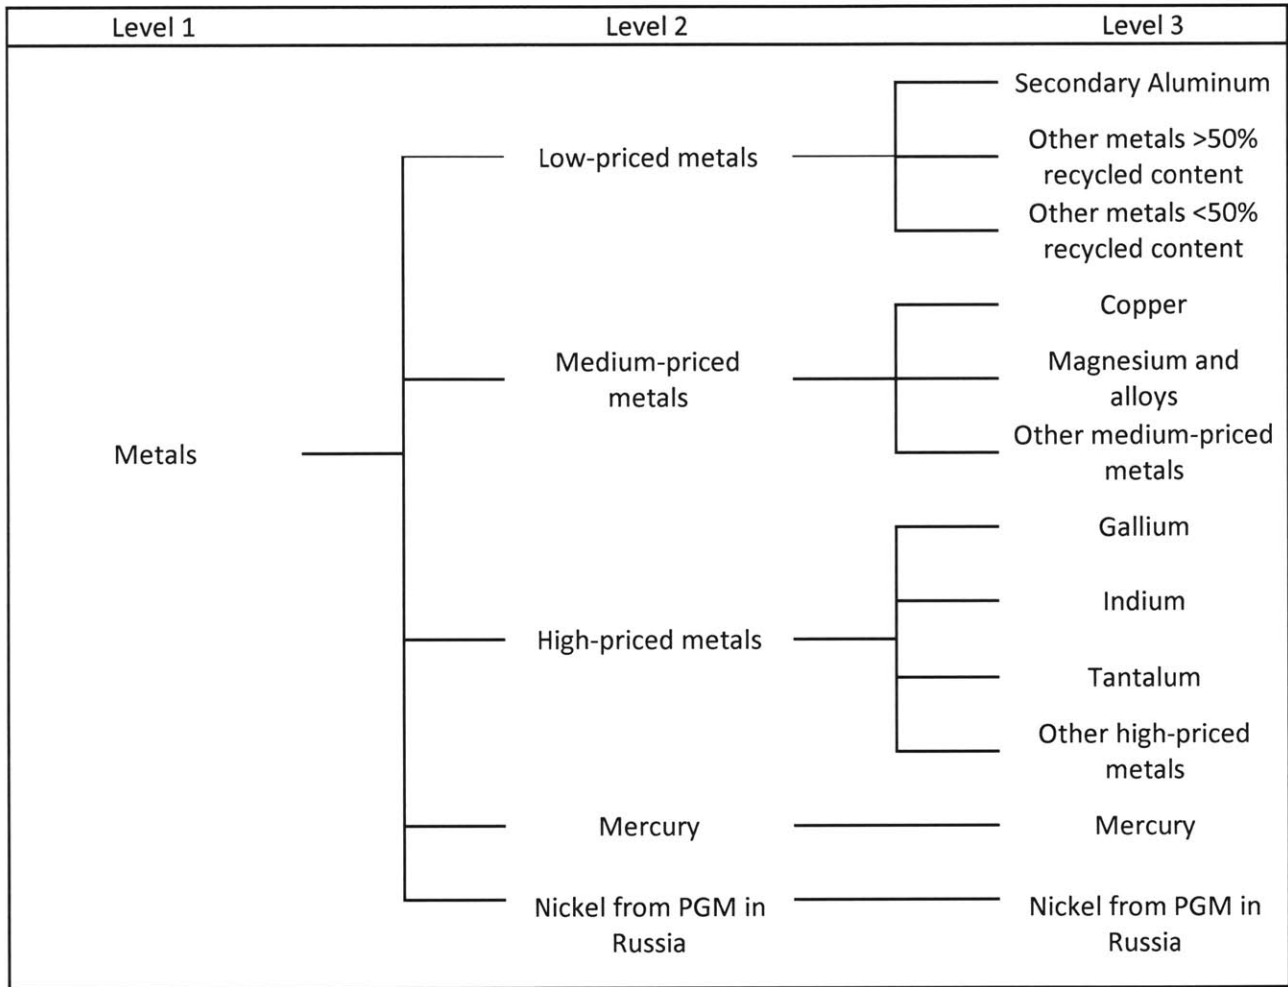 Level 1
Level 2
Level 3
Metals
Low-priced metals
Secondary Aluminum
Other metals >50%
recycled content
Other metals <50%
recycled content
Medium-priced
metals
Copper
Magnesium and
alloys
Other medium-priced
metals
High-priced metals
Gallium
Indium
Tantalum
Other high-priced
metals
Mercury
Mercury
Nickel from PGM in
Russia
Nickel from PGM in
Russia